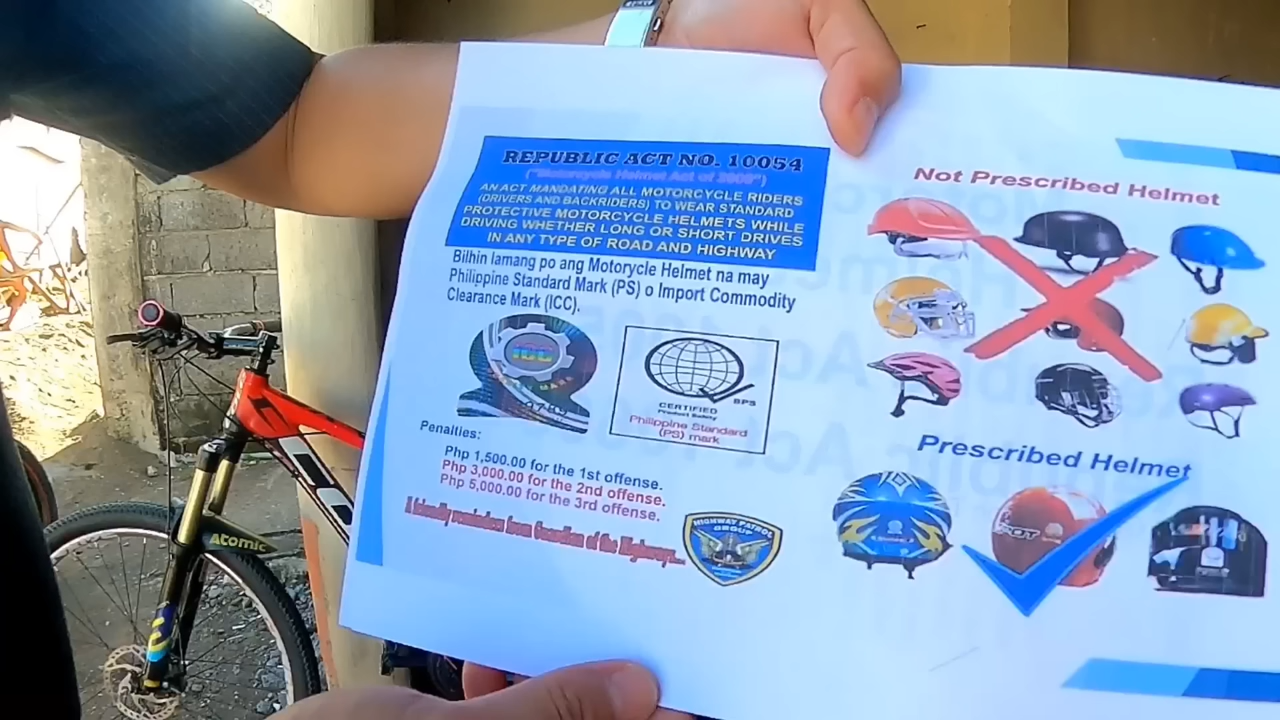 REPUBLIC ACT NO. 10054
("Motorcycle Helmet Act of 2009")
AN ACT MANDATING ALL MOTORCYCLE RIDERS
(DRIVERS AND BACKRIDERS) TO WEAR STANDARD
PROTECTIVE MOTORCYCLE HELMETS WHILE
DRIVING WHETHER LONG OR SHORT DRIVES
IN ANY TYPE OF ROAD AND HIGHWAY
Bilhin lamang po ang Motorycle Helmet na may
Philippine Standard Mark (PS) o Import Commodity
Clearance Mark (ICC).
ICC
BPS
CERTIFIED
Product Safety
Philippine Standard
(PS) mark
Penalties:
Php 1,500.00 for the 1st offense.
Php 3,000.00 for the 2nd offense.
Php 5,000.00 for the 3rd offense.
A friendly reminders from Guardian of the Highways...
HIGHWAY PATROL
GROUP
Not Prescribed Helmet
Prescribed Helmet
Atomic